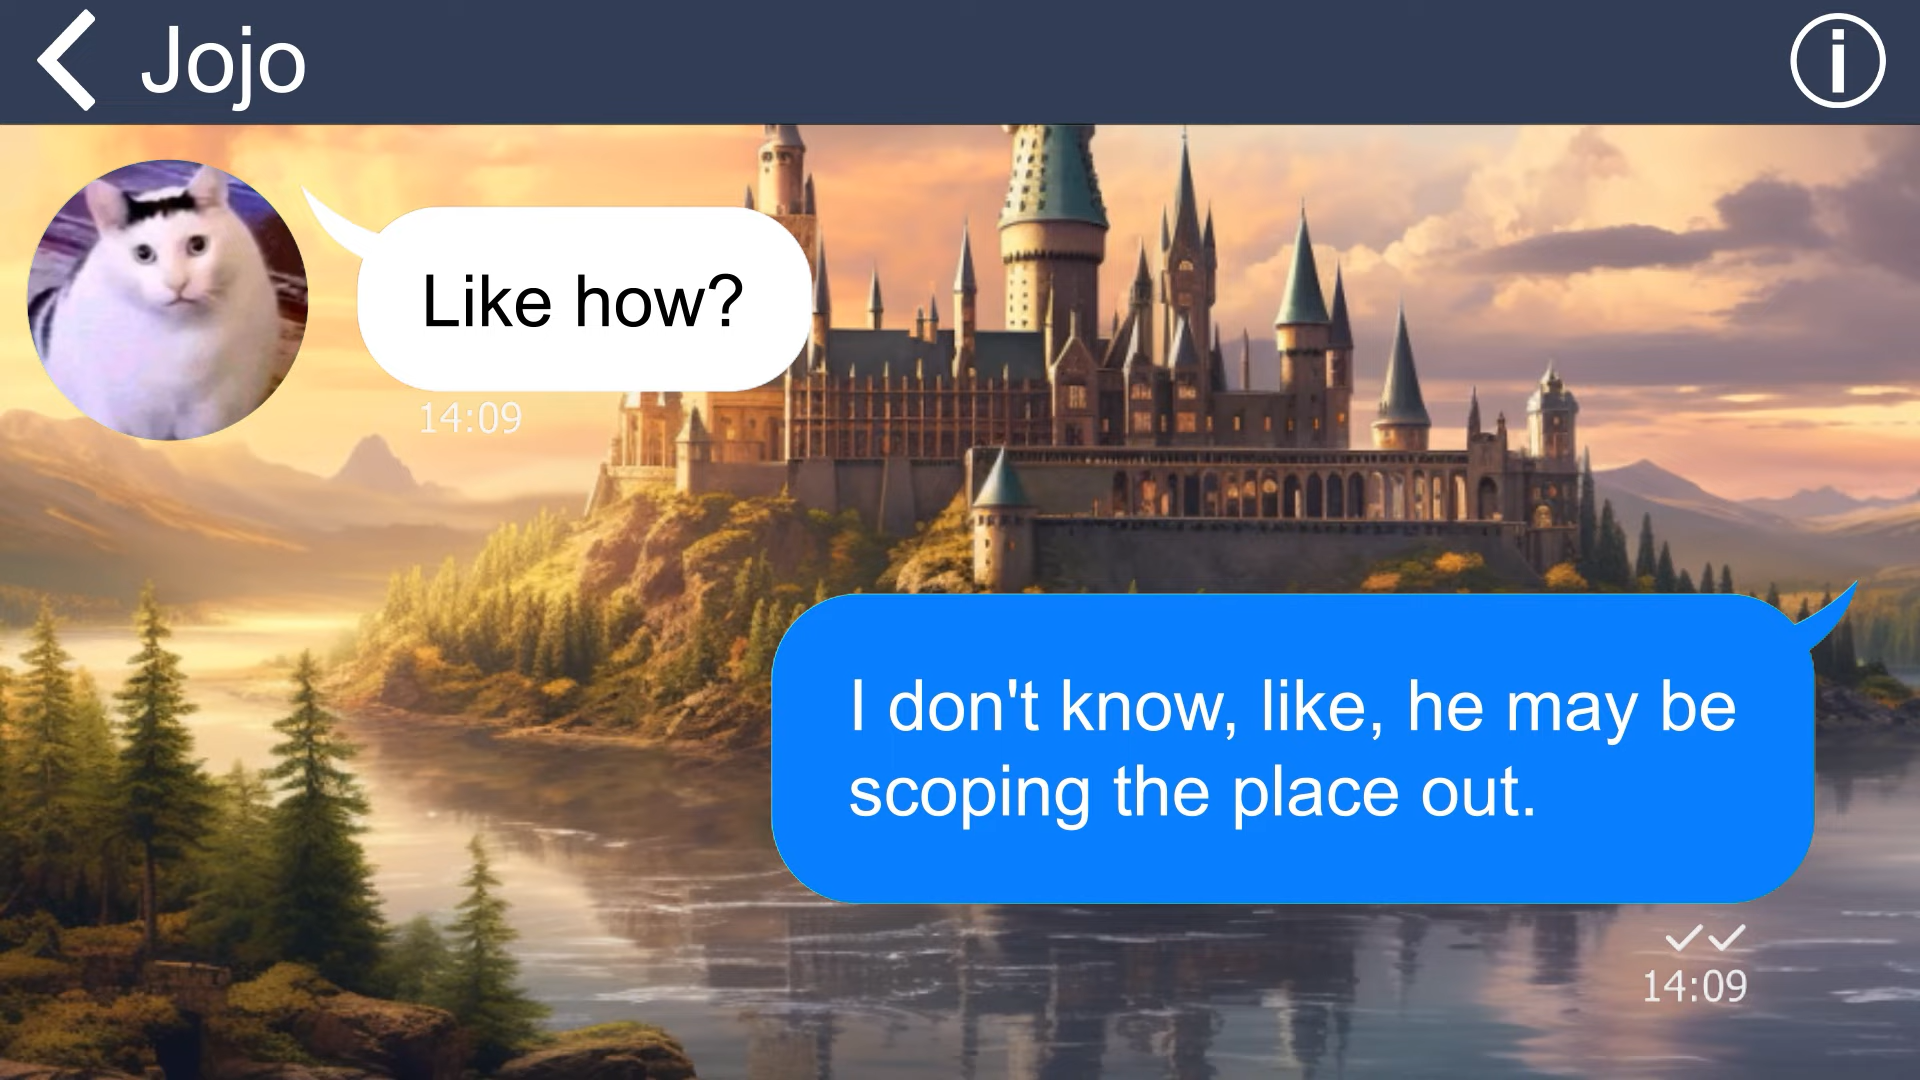 Jojo
Like how?
14:09
I don't know, like, he may be
scoping the place out.
14:09